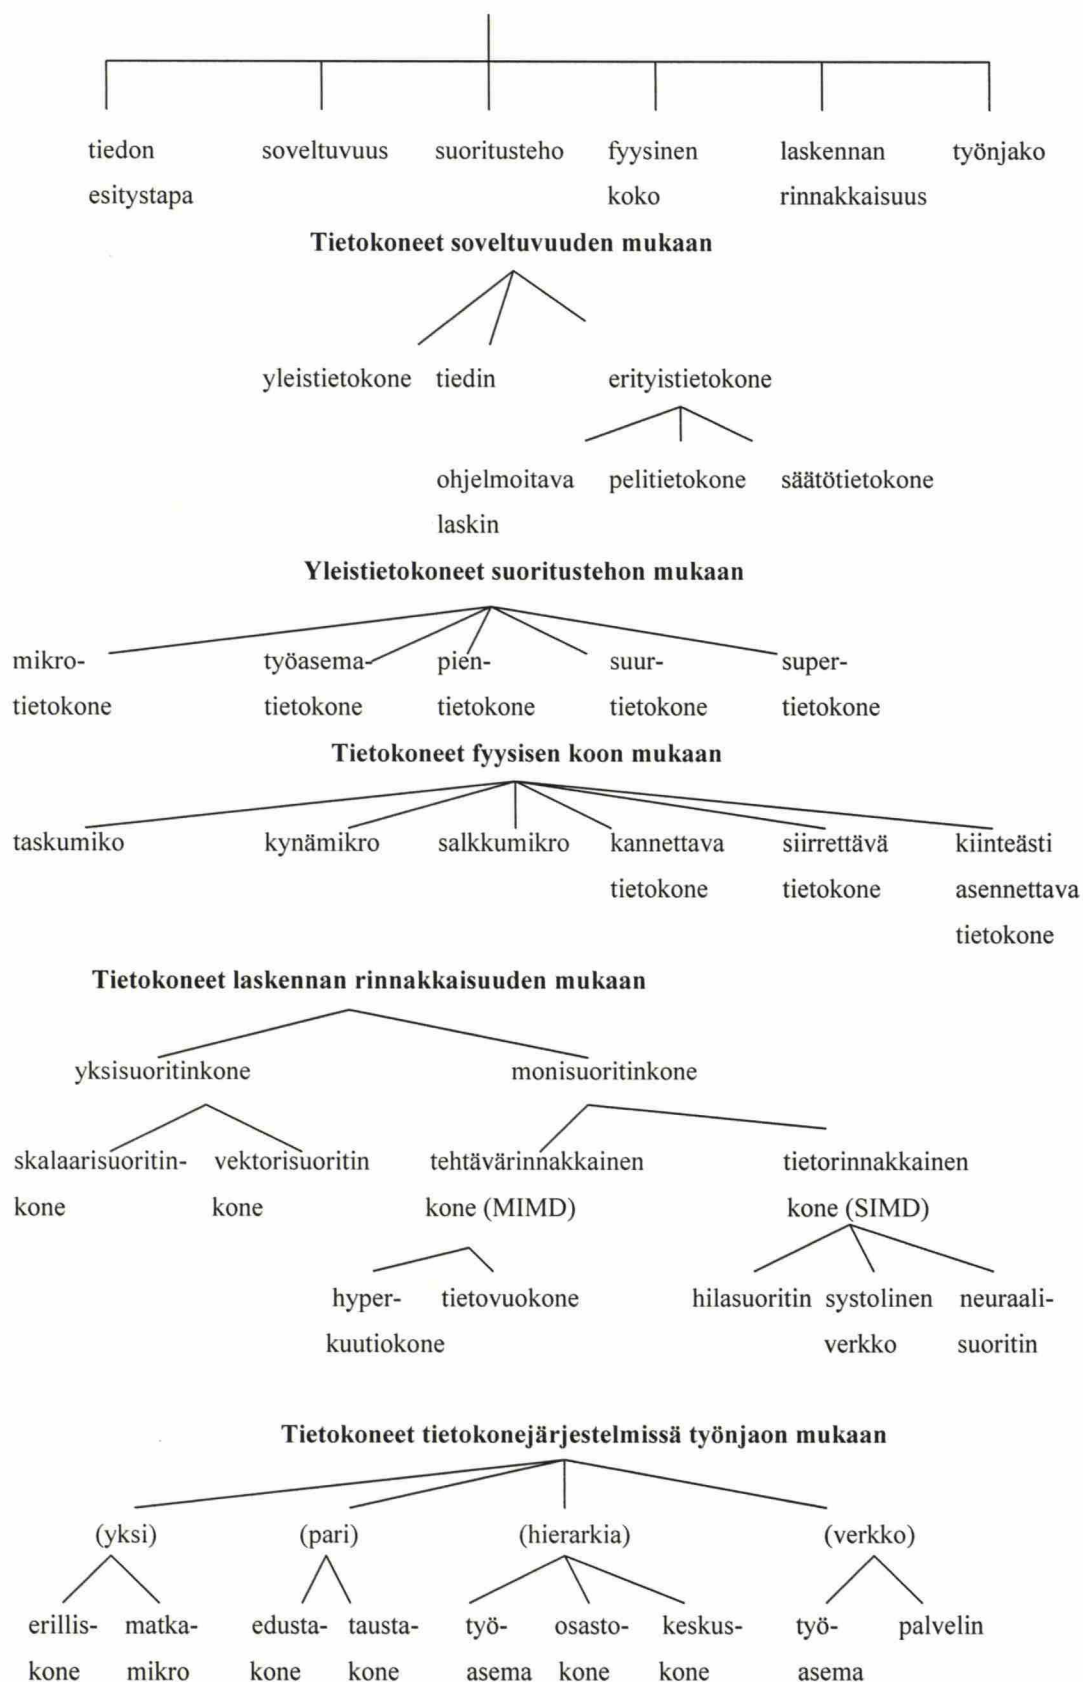 tiedon soveltuvuus suoritusteho fyysinen laskennan työnjako
esitystapa koko rinnakkaisuus
Tietokoneet soveltuvuuden mukaan
yleistietokone tiedin erityistietokone
ohjelmoitava pelitietokone säätötietokone
laskin
Yleistietokoneet suoritustehon mukaan
mikro- työasema- pien- suur- super-
tietokone tietokone tietokone tietokone tietokone
Tietokoneet fyysisen koon mukaan
taskumiko kynämikro salkkumikro kannettava siirrettävä kiinteästi
tietokone tietokone asennettava
tietokone
Tietokoneet laskennan rinnakkaisuuden mukaan
yksisuoritinkone monisuoritinkone
skalaarisuoritin- vektorisuoritin tehtävärinnakkainen tietorinnakkainen
kone kone kone (MIMD) kone (SIMD)
hyper- tietovuokone hilasuoritin systolinen neuraali-
kuutiokone verkko suoritin
Tietokoneet tietokonejärjestelmissä työnjaon mukaan
(yksi) (pari) (hierarkia) (verkko)
erillis- matka- edusta- tausta- työ- osasto- keskus- työ- palvelin
kone mikro kone kone asema kone kone asema